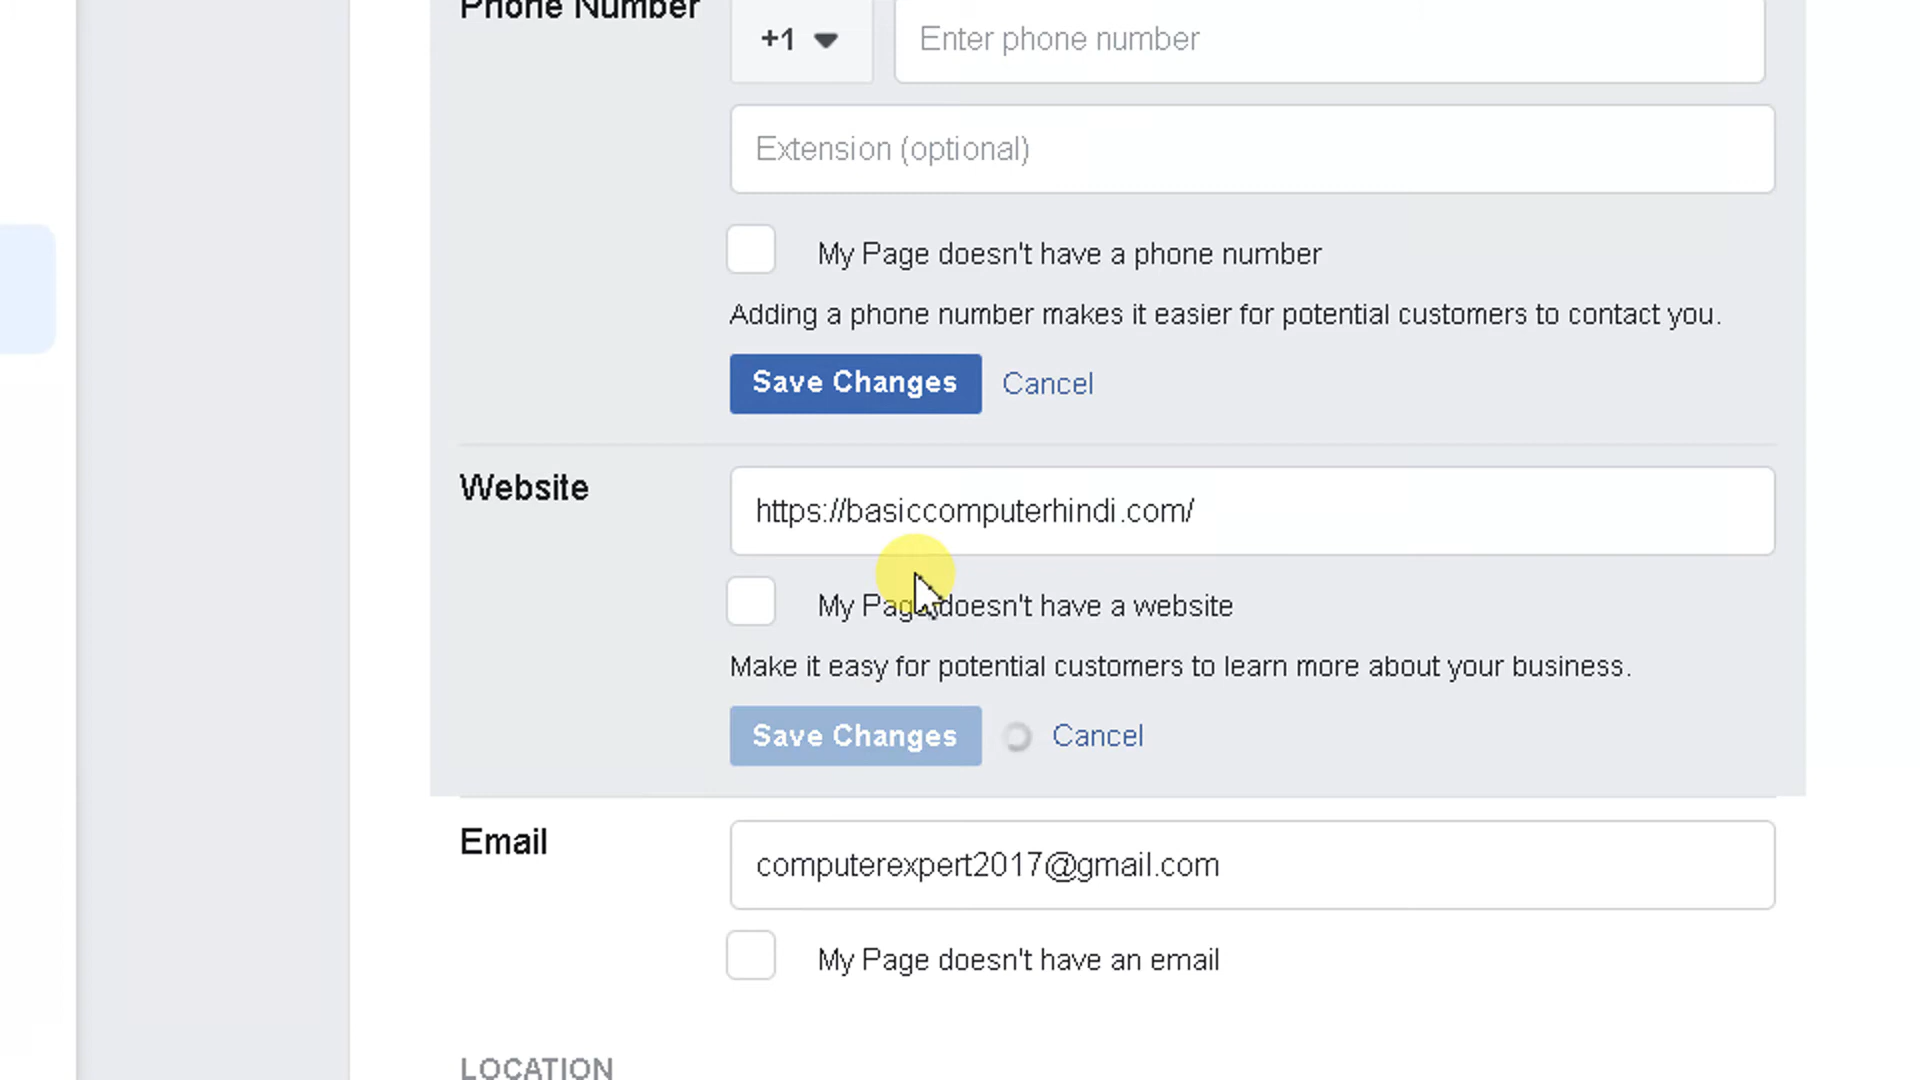 Phone Number
+1
Enter phone number
Extension (optional)
My Page doesn't have a phone number
Adding a phone number makes it easier for potential customers to contact you.
Save Changes Cancel
Website
https://basiccomputerhindi.com/
My Page doesn't have a website
Make it easy for potential customers to learn more about your business.
Save Changes Cancel
Email
computerexpert2017@gmail.com
My Page doesn't have an email
LOCATION